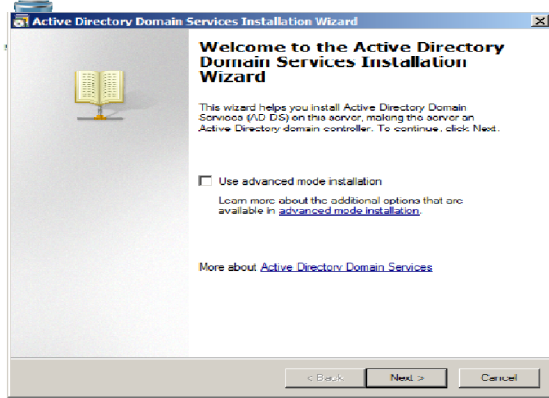 Active Directory Domain Services Installation Wizard
Welcome to the Active Directory
Domain Services Installation
Wizard
This wizard helps you install Active Directory Domain
Services (AD DS) on this server, making the server an
Active Directory domain controller. To continue, click Next.
Use advanced mode installation
Learn more about the additional options that are
available in advanced mode installation.
More about Active Directory Domain Services
< Back
Next >
Cancel